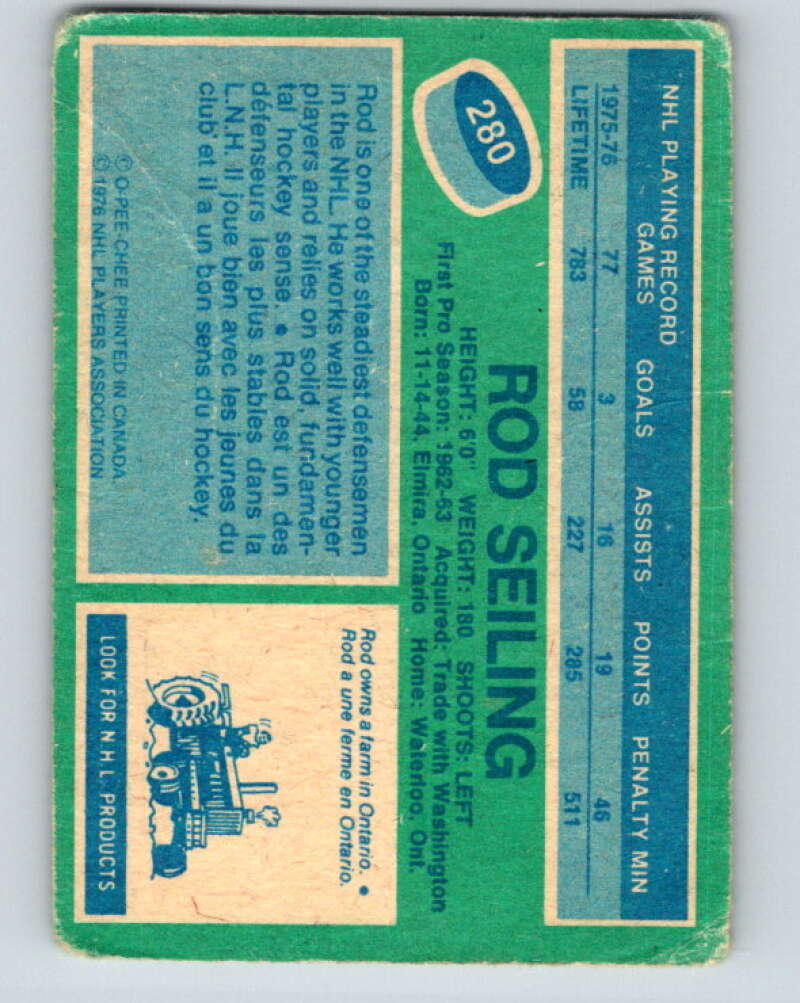 NHL PLAYING RECORD
GAMES GOALS ASSISTS POINTS PENALTY MIN
1975-76 77 3 16 19 46
LIFETIME 783 58 227 285 511
280
ROD SEILING
HEIGHT: 6'0" WEIGHT: 180 SHOOTS: LEFT
First Pro Season: 1962-63 Acquired: Trade with Washington
Born: 11-14-44, Elmira, Ontario Home: Waterloo, Ont.
Rod is one of the steadiest defensemen
in the NHL. He works well with younger
players and relies on solid, fundamen-
tal hockey sense. • Rod est un des
défenseurs les plus stables dans la
L.N.H. Il joue bien avec les jeunes du
club et il a un bon sens du hockey.
© O-PEE-CHEE PRINTED IN CANADA
© 1976 NHL PLAYERS ASSOCIATION
Rod owns a farm in Ontario. •
Rod a une ferme en Ontario.
LOOK FOR N.H.L PRODUCTS